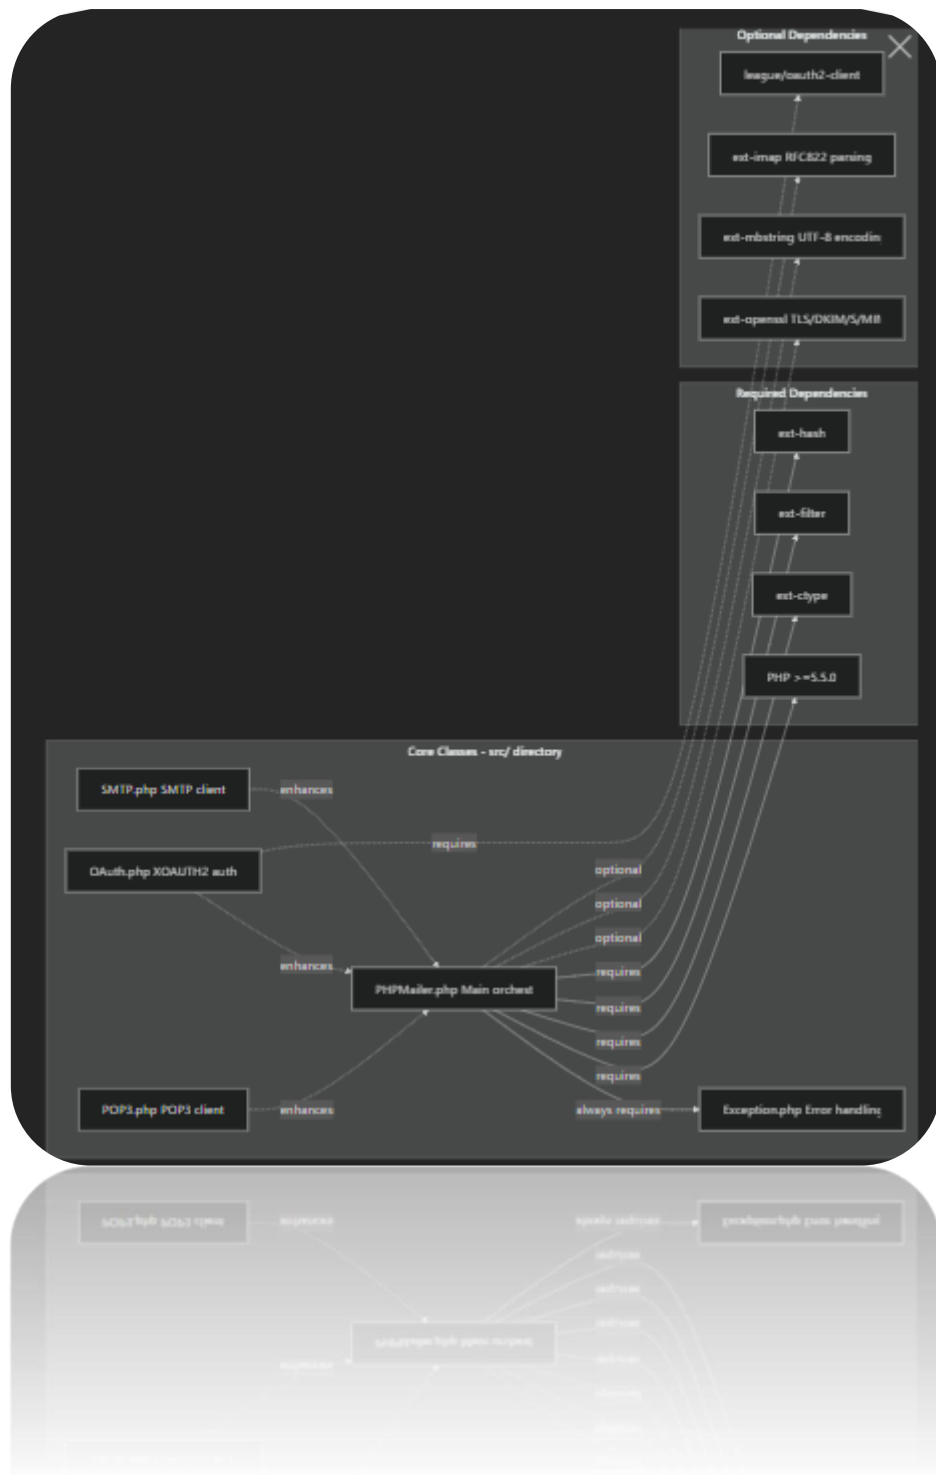 Optional Dependencies
league/oauth2-client
ext-imap RFC822 parsing
ext-mbstring UTF-8 encodin
ext-openssl TLS/DKIM/S/MIM
Required Dependencies
ext-hash
ext-filter
ext-ctype
PHP >=5.5.0
Core Classes - src/ directory
SMTP.php SMTP client
enhances
requires
OAuth.php XOAUTH2 auth
optional
optional
optional
enhances
requires
PHPMailer.php Main orchest
requires
requires
requires
POP3.php POP3 client
enhances
always requires
Exception.php Error handling